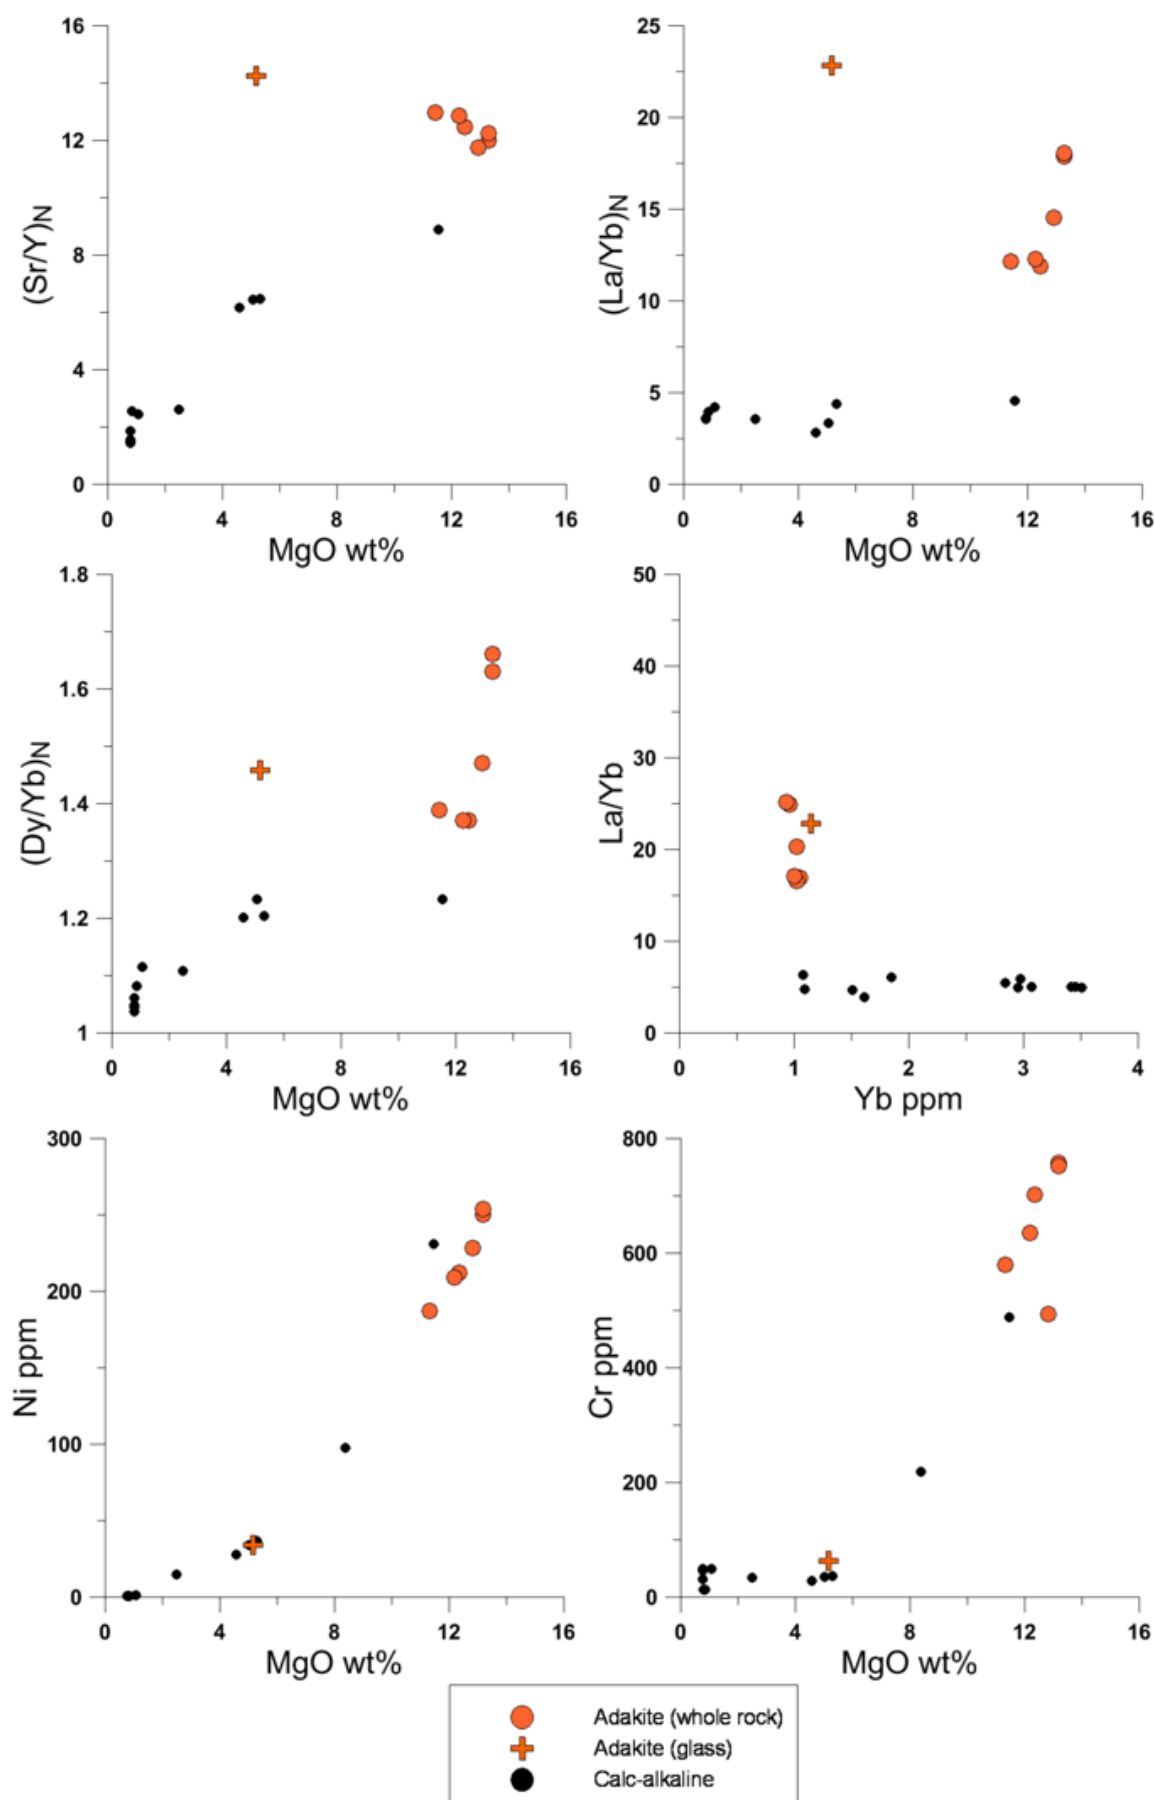 16
12
8
4
0
(Sr/Y)N
0 4 8 12 16
MgO wt%
25
20
15
10
5
0
(La/Yb)N
0 4 8 12 16
MgO wt%
1.8
1.6
1.4
1.2
1
(Dy/Yb)N
0 4 8 12 16
MgO wt%
50
40
30
20
10
0
La/Yb
0 1 2 3 4
Yb ppm
300
200
100
0
Ni ppm
0 4 8 12 16
MgO wt%
800
600
400
200
0
Cr ppm
0 4 8 12 16
MgO wt%
Adakite (whole rock)
Adakite (glass)
Calc-alkaline